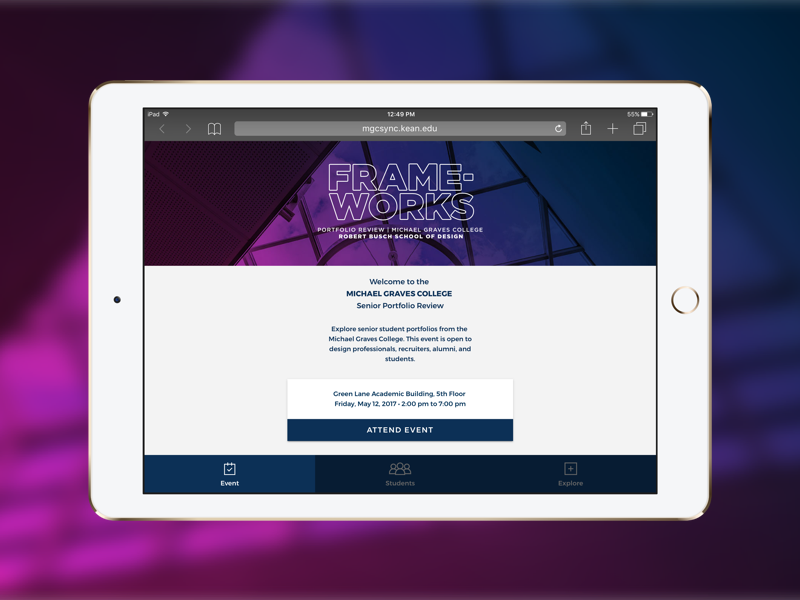 iPad 12:49 PM 55%
mgcsync.kean.edu
FRAME-
WORKS
PORTFOLIO REVIEW | MICHAEL GRAVES COLLEGE
ROBERT BUSCH SCHOOL OF DESIGN
Welcome to the
MICHAEL GRAVES COLLEGE
Senior Portfolio Review
Explore senior student portfolios from the
Michael Graves College. This event is open to
design professionals, recruiters, alumni, and
students.
Green Lane Academic Building, 5th Floor
Friday, May 12, 2017 - 2:00 pm to 7:00 pm
ATTEND EVENT
Event Students Explore